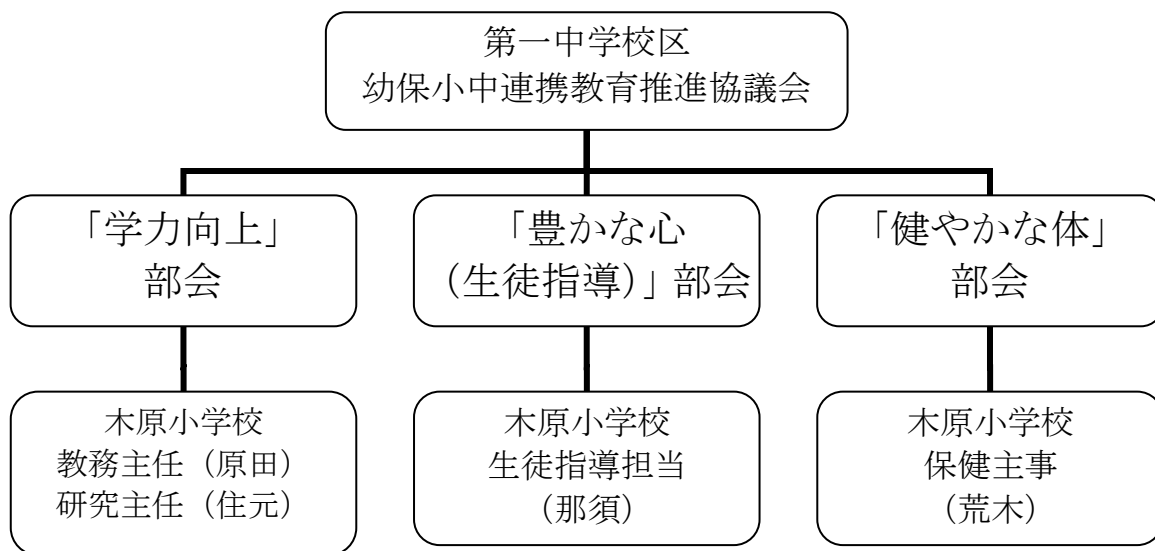 第一中学校区
幼保小中連携教育推進協議会
「学力向上」
部会
「豊かな心
(生徒指導)」部会
「健やかな体」
部会
木原小学校
教務主任（原田）
研究主任（住元）
木原小学校
生徒指導担当
（那須）
木原小学校
保健主事
（荒木）